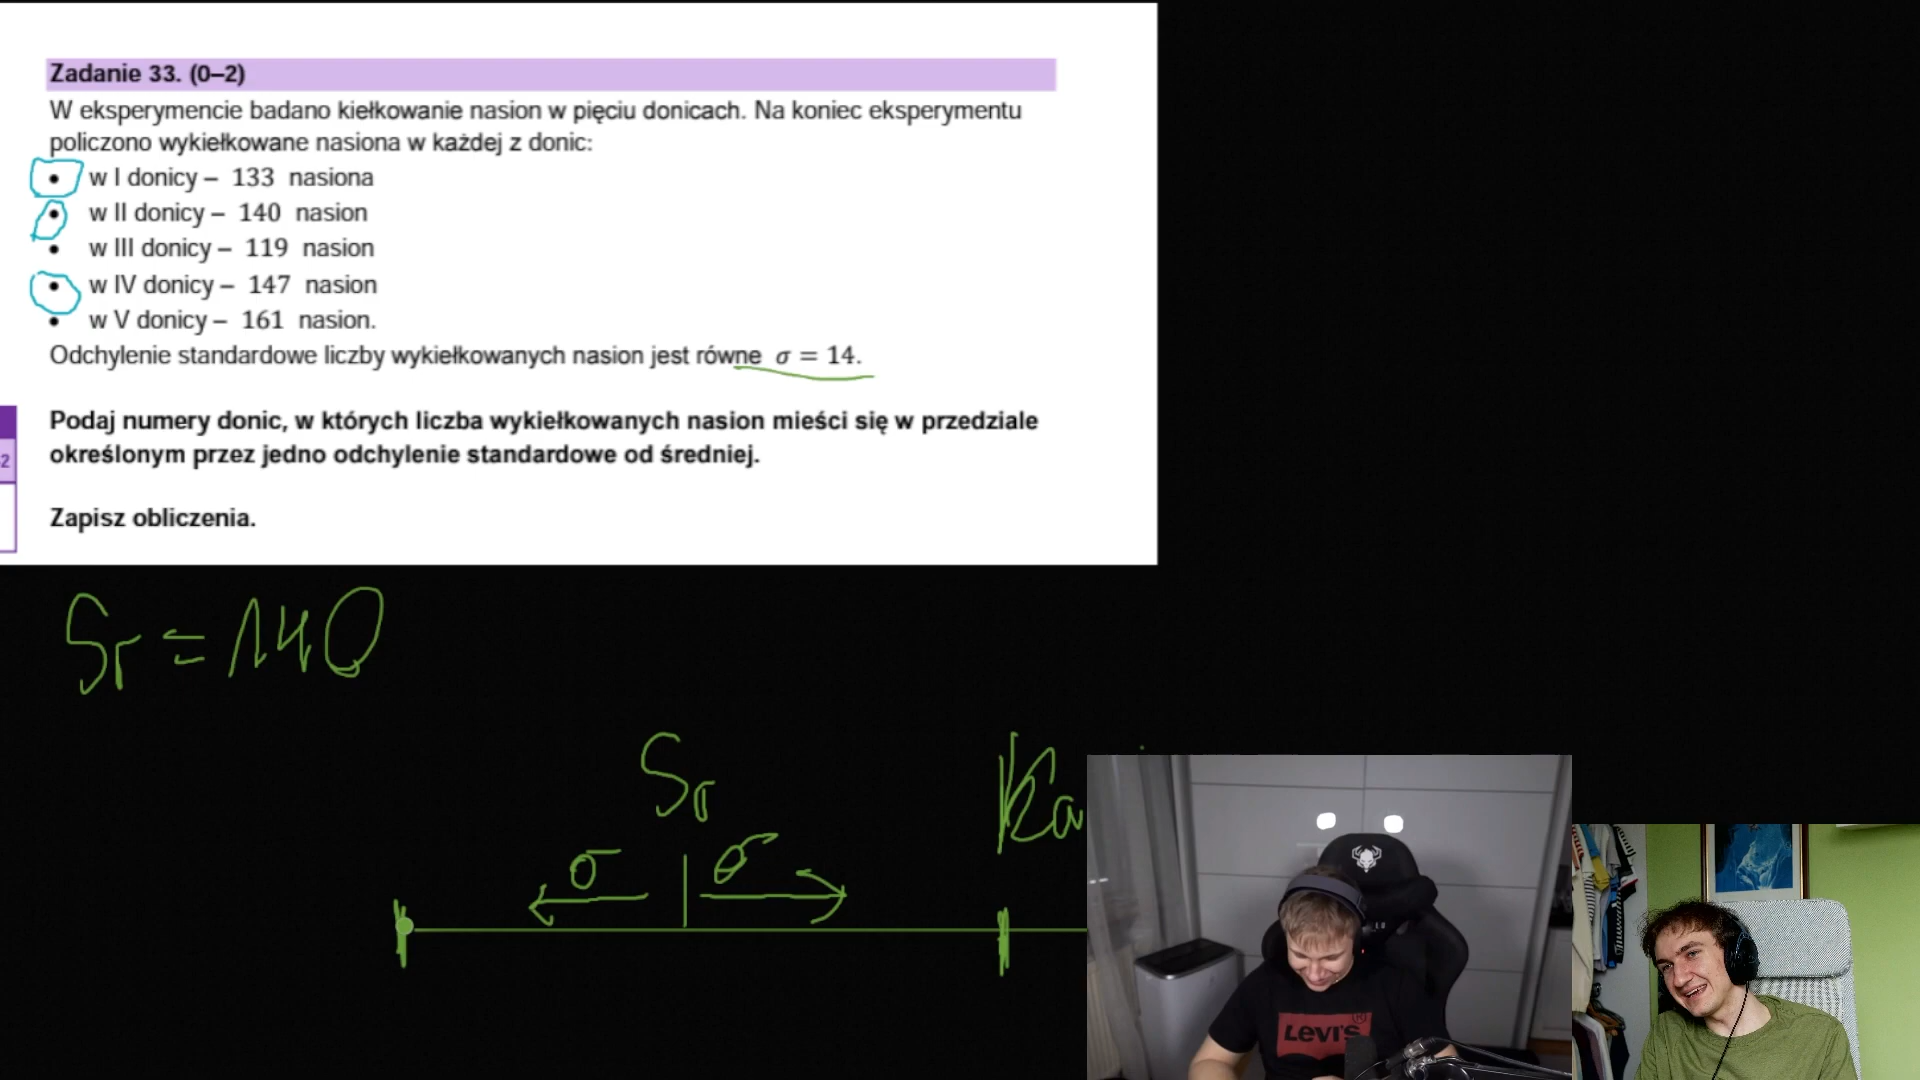 Zadanie 33. (0–2)
W eksperymencie badano kiełkowanie nasion w pięciu donicach. Na koniec eksperymentu
policzono wykiełkowane nasiona w każdej z donic:
• w I donicy – 133 nasiona
• w II donicy – 140 nasion
• w III donicy – 119 nasion
• w IV donicy – 147 nasion
• w V donicy – 161 nasion.
Odchylenie standardowe liczby wykiełkowanych nasion jest równe σ = 14.
2
Podaj numery donic, w których liczba wykiełkowanych nasion mieści się w przedziale
określonym przez jedno odchylenie standardowe od średniej.
Zapisz obliczenia.
Śr = 140
Śr
σ σ
LEVI'S